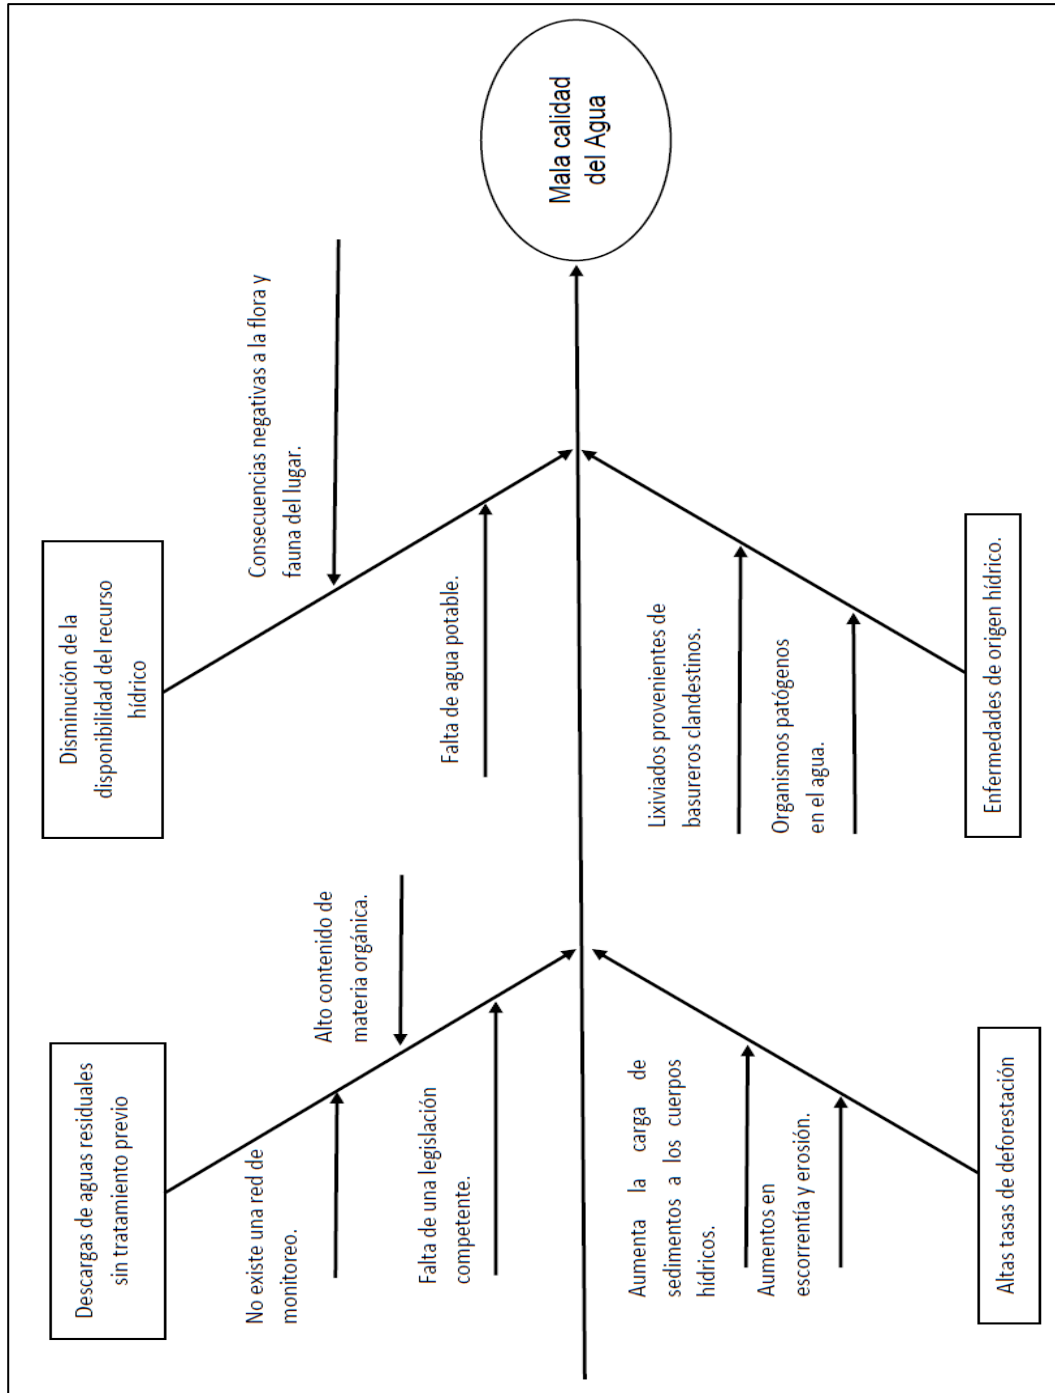 Descargas de aguas residuales
sin tratamiento previo
No existe una red de
monitoreo.
Alto contenido de
materia orgánica.
Falta de una legislación
competente.
Disminución de la
disponibilidad del recurso
hídrico
Consecuencias negativas a la flora y
fauna del lugar.
Falta de agua potable.
Mala calidad
del Agua
Aumenta la carga de
sedimentos a los cuerpos
hídricos.
Aumentos en
escorrentía y erosión.
Altas tasas de deforestación
Lixiviados provenientes de
basureros clandestinos.
Organismos patógenos
en el agua.
Enfermedades de origen hídrico.